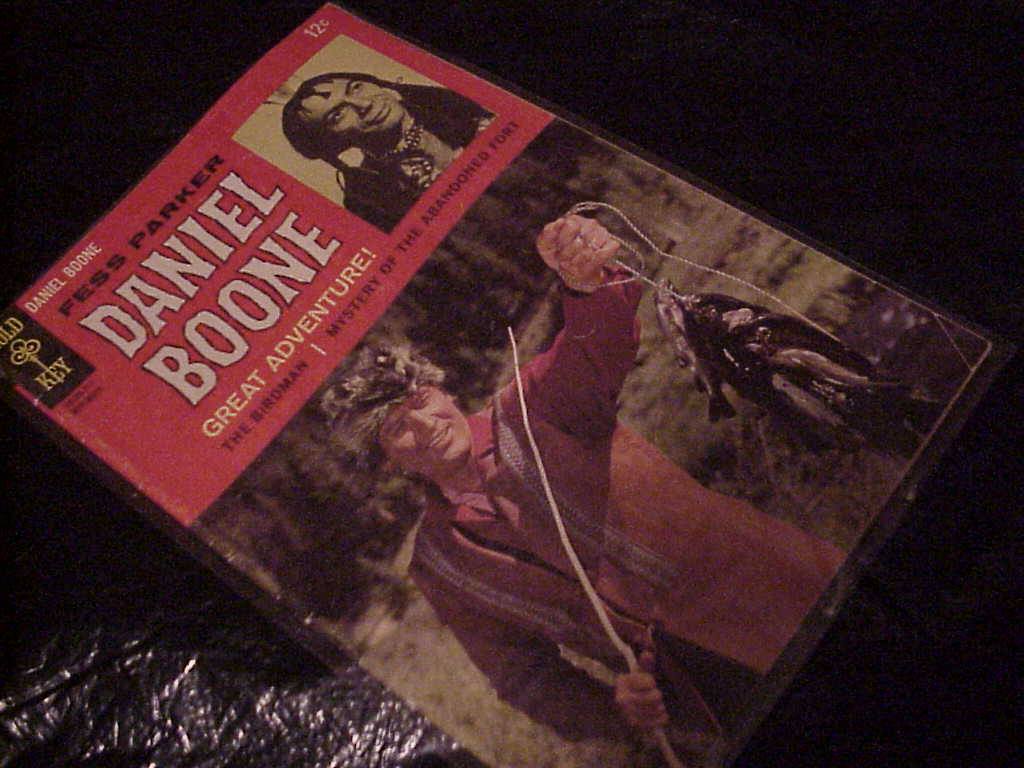 12¢
DANIEL BOONE
GOLD
KEY
FESS PARKER
DANIEL
BOONE
GREAT ADVENTURE!
THE BIRDMAN | MYSTERY OF THE ABANDONED FORT